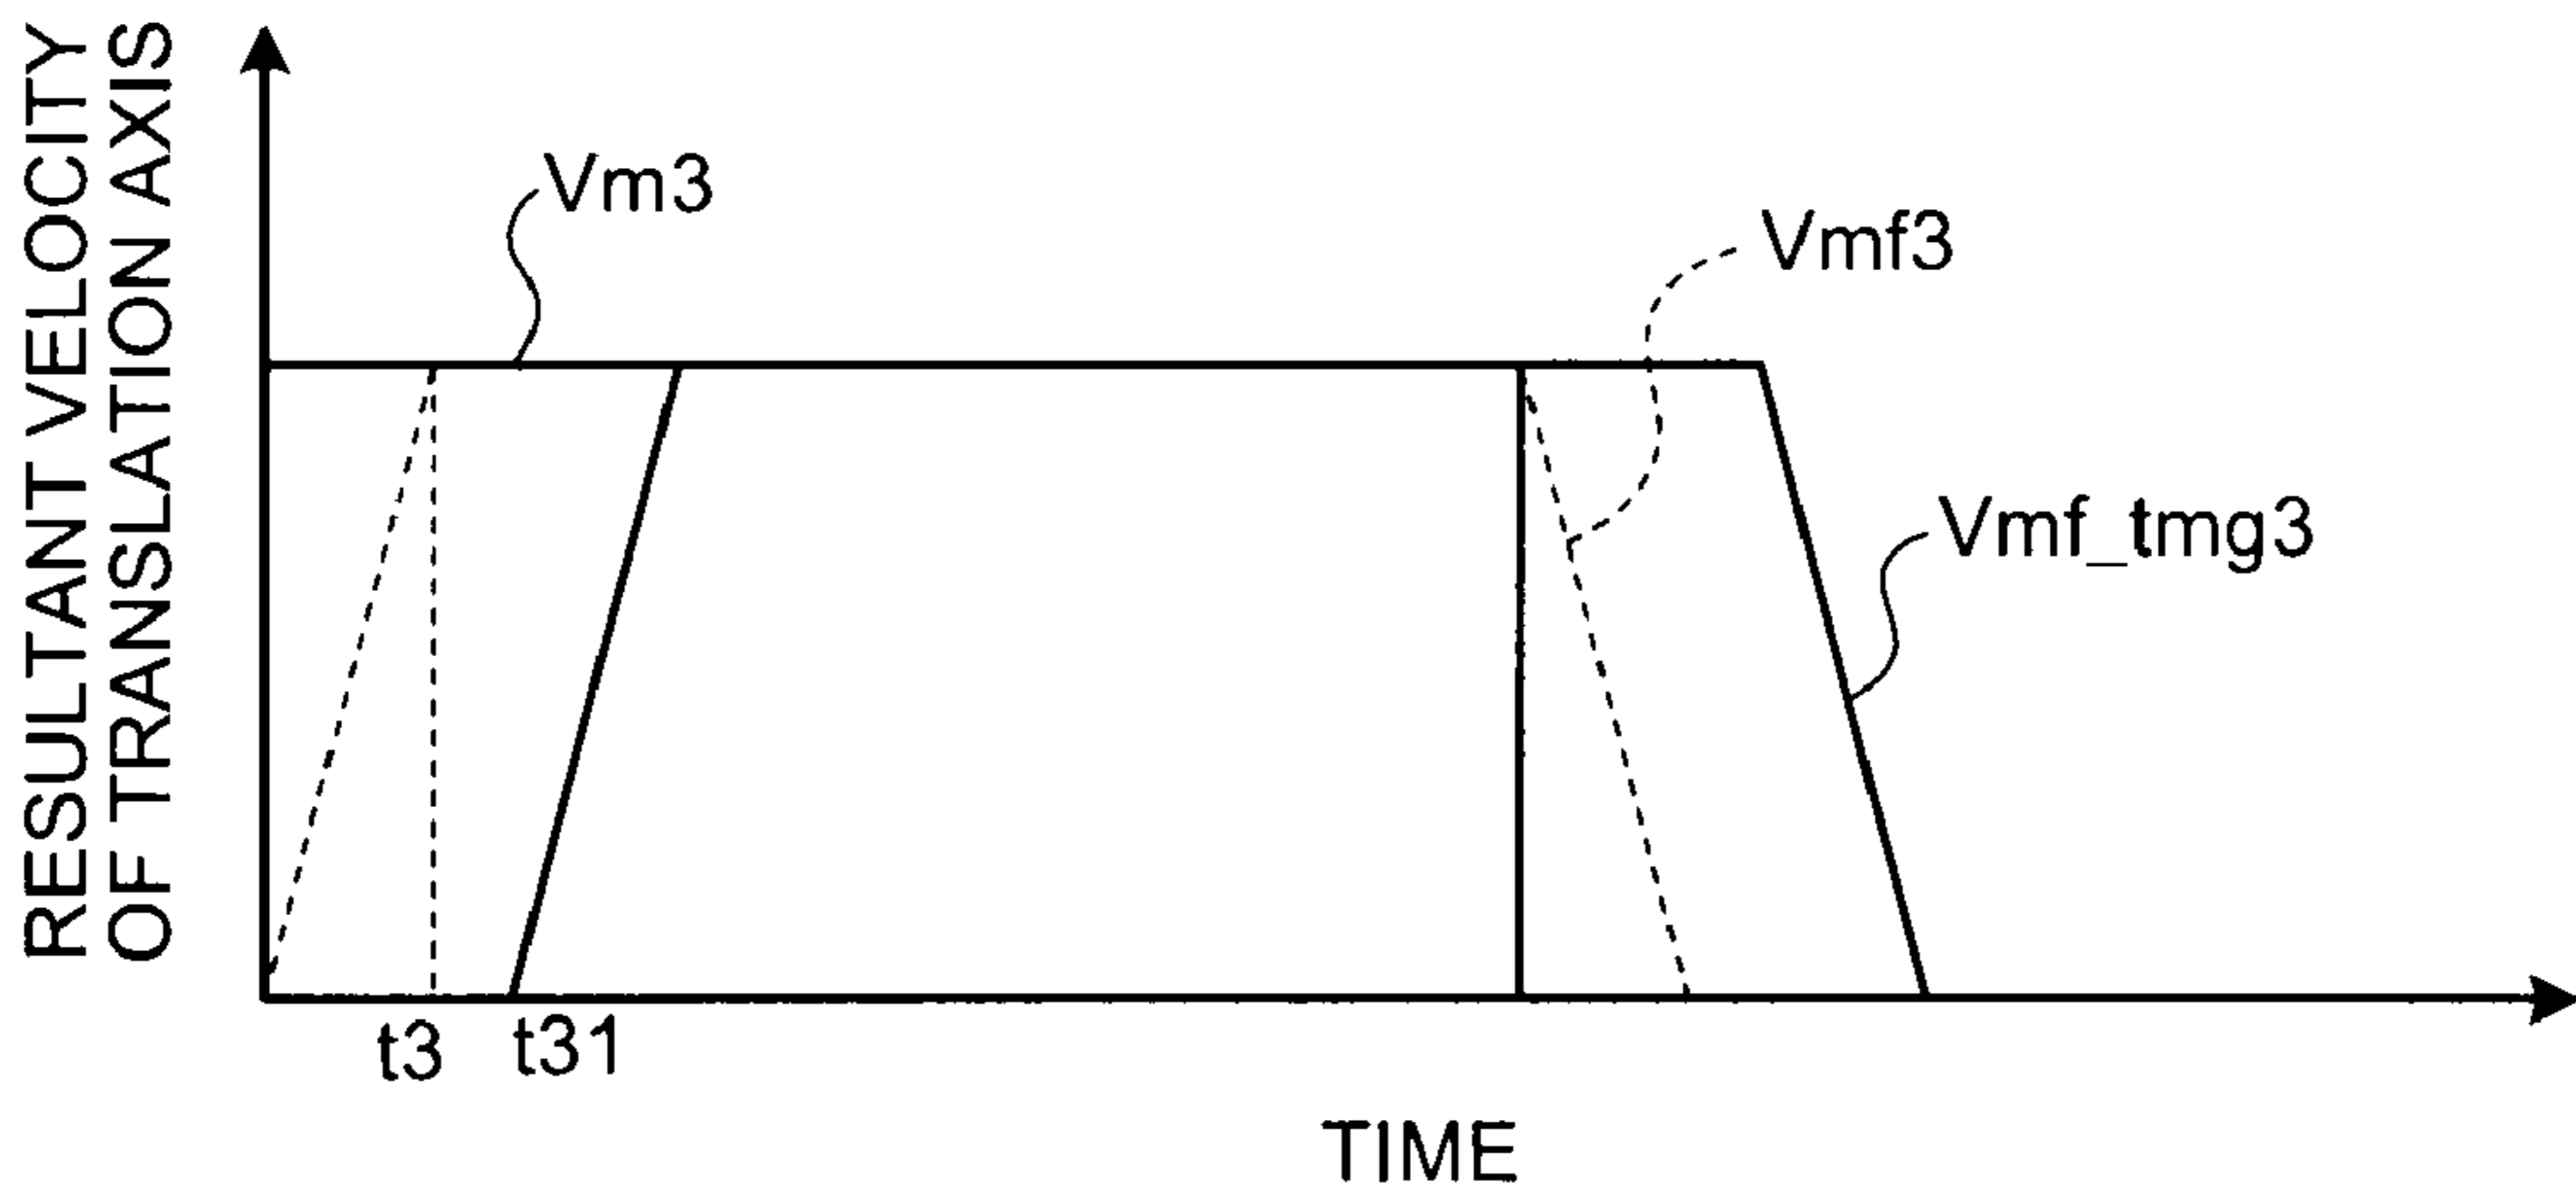 RESULTANT VELOCITY
OF TRANSLATION AXIS
Vm3
Vmf3
Vmf_tmg3
t3
t31
TIME